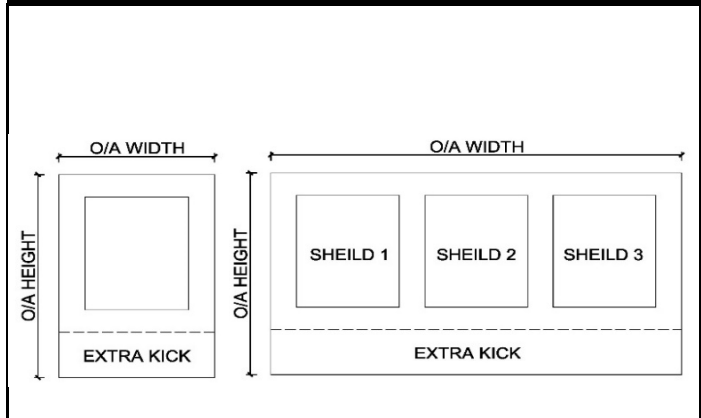 O/A WIDTH
O/A HEIGHT
EXTRA KICK
O/A WIDTH
O/A HEIGHT
SHEILD 1
SHEILD 2
SHEILD 3
EXTRA KICK